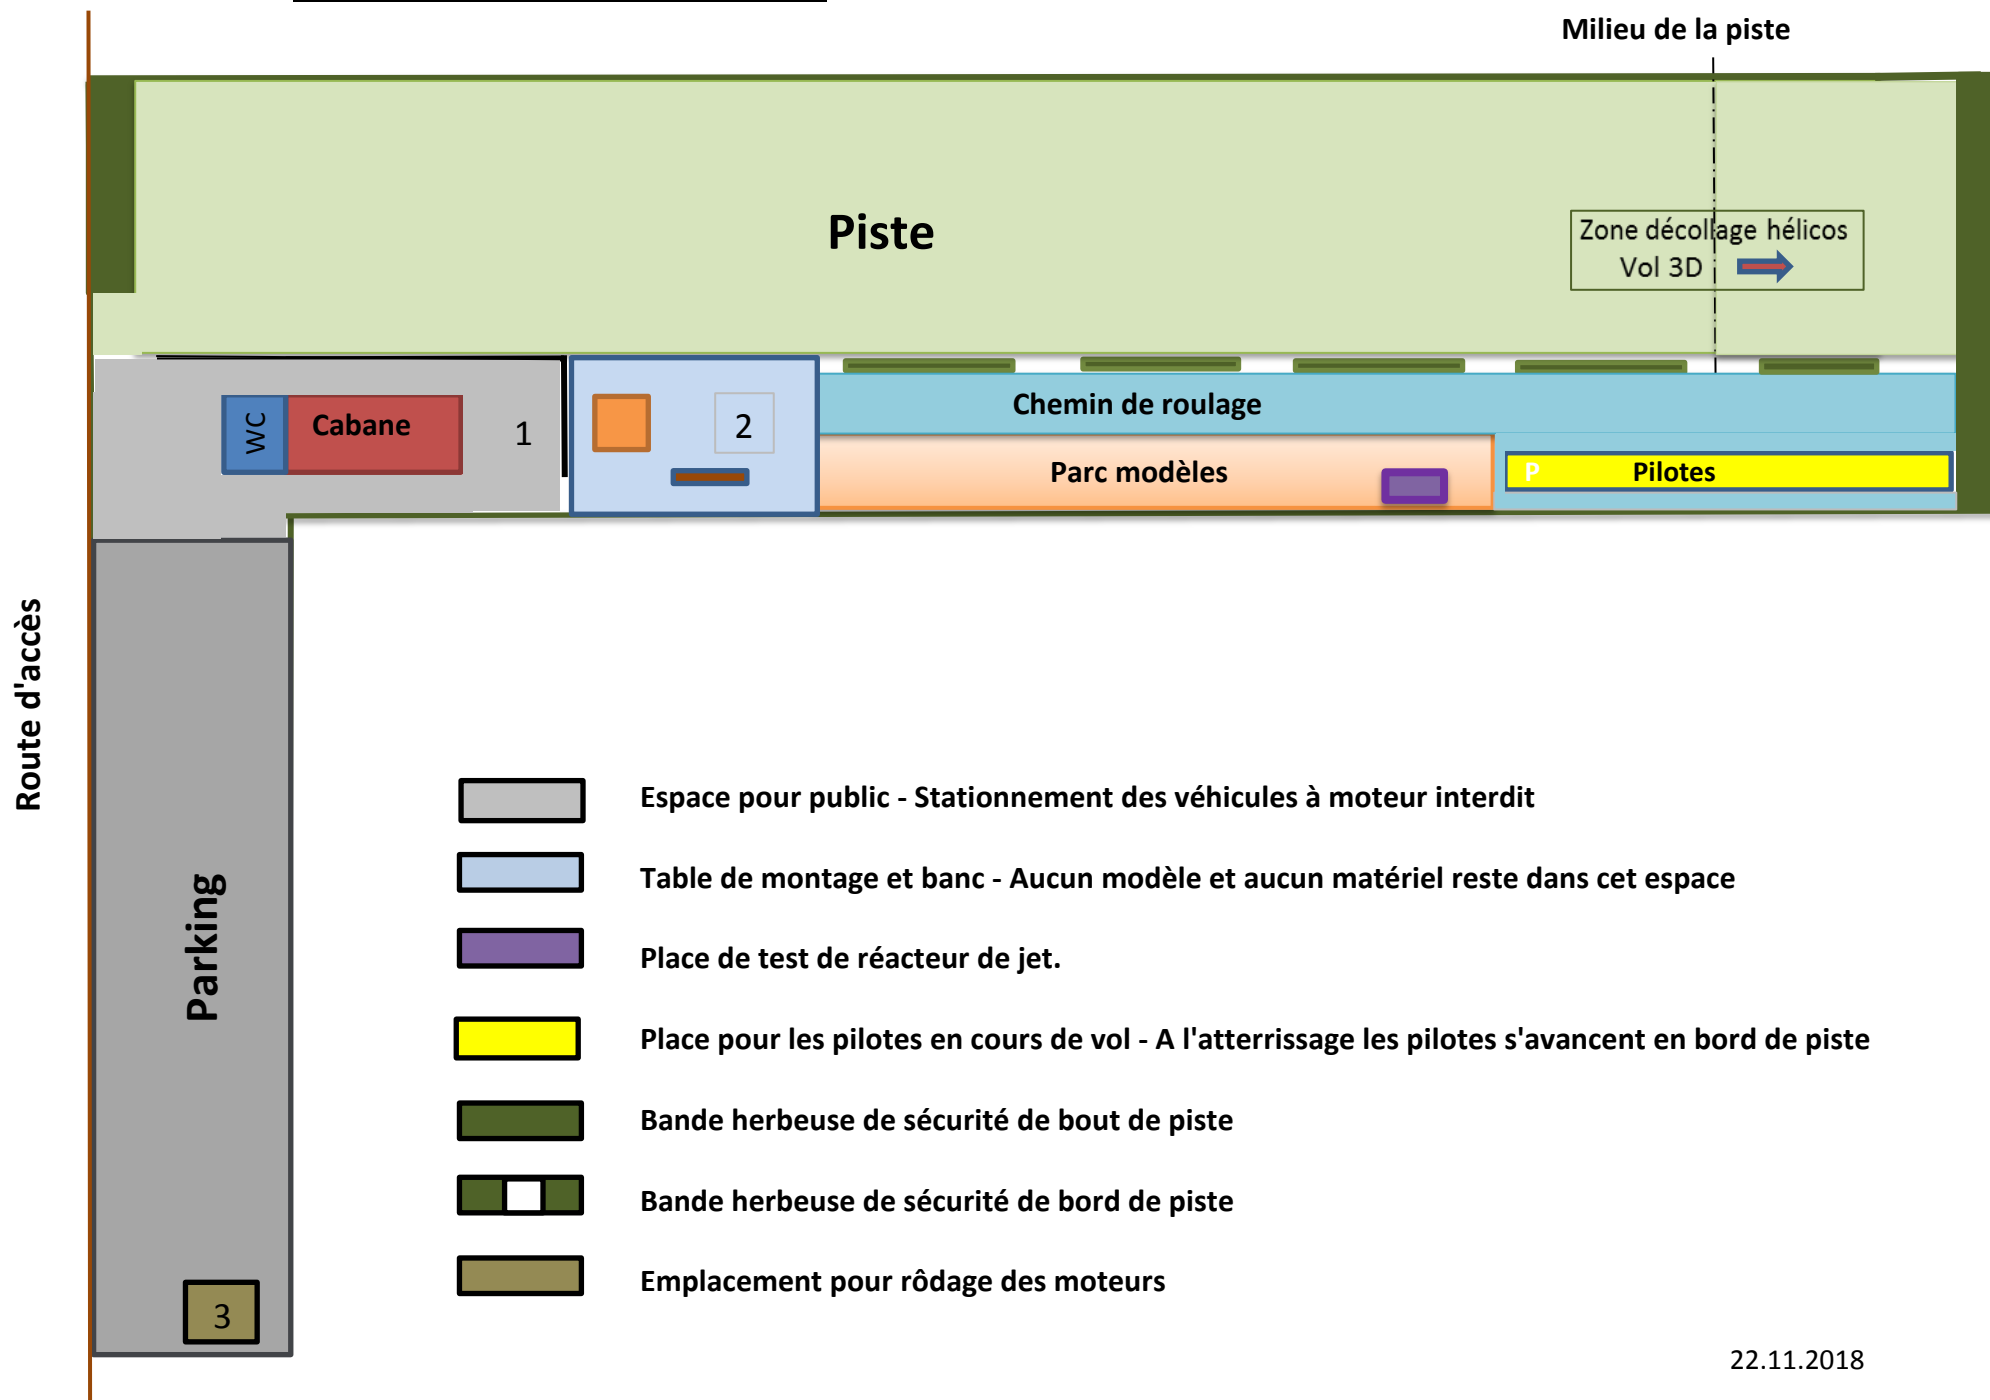 Milieu de la piste
Piste
Zone décollage hélicos
Vol 3D
WC
Cabane
1
2
Chemin de roulage
Parc modèles
P
Pilotes
Route d'accès
Parking
3
Espace pour public - Stationnement des véhicules à moteur interdit
Table de montage et banc - Aucun modèle et aucun matériel reste dans cet espace
Place de test de réacteur de jet.
Place pour les pilotes en cours de vol - A l'atterrissage les pilotes s'avancent en bord de piste
Bande herbeuse de sécurité de bout de piste
Bande herbeuse de sécurité de bord de piste
Emplacement pour rôdage des moteurs
22.11.2018